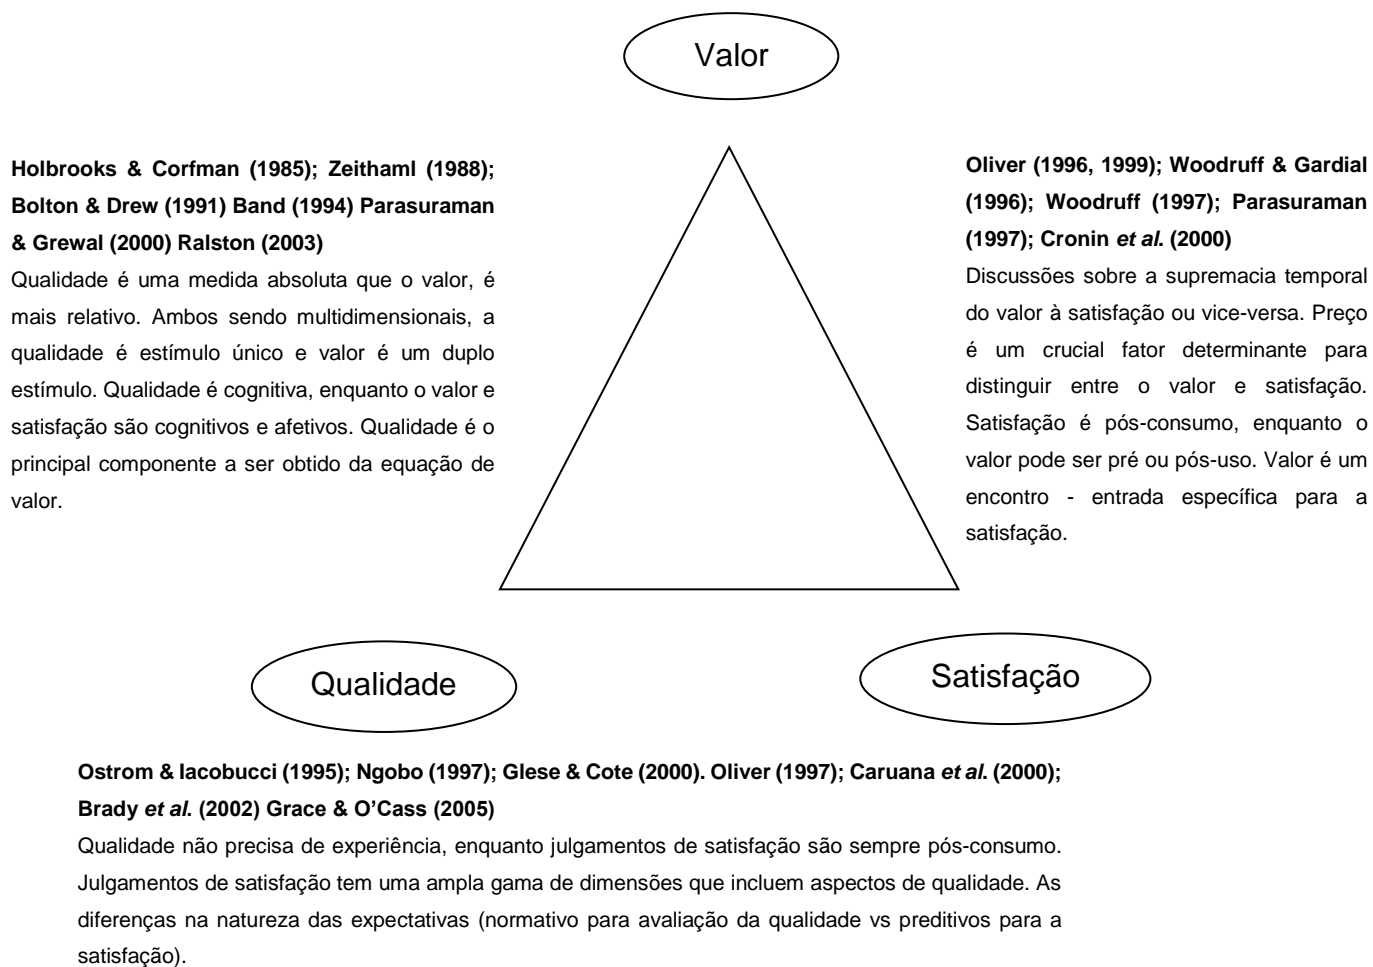 Valor
Holbrooks & Corfman (1985); Zeithaml (1988);
Bolton & Drew (1991) Band (1994) Parasuraman
& Grewal (2000) Ralston (2003)
Qualidade é uma medida absoluta que o valor, é
mais relativo. Ambos sendo multidimensionais, a
qualidade é estímulo único e valor é um duplo
estímulo. Qualidade é cognitiva, enquanto o valor e
satisfação são cognitivos e afetivos. Qualidade é o
principal componente a ser obtido da equação de
valor.
Oliver (1996, 1999); Woodruff & Gardial
(1996); Woodruff (1997); Parasuraman
(1997); Cronin et al. (2000)
Discussões sobre a supremacia temporal
do valor à satisfação ou vice-versa. Preço
é um crucial fator determinante para
distinguir entre o valor e satisfação.
Satisfação é pós-consumo, enquanto o
valor pode ser pré ou pós-uso. Valor é um
encontro - entrada específica para a
satisfação.
Qualidade
Satisfação
Ostrom & Iacobucci (1995); Ngobo (1997); Glese & Cote (2000). Oliver (1997); Caruana et al. (2000);
Brady et al. (2002) Grace & O’Cass (2005)
Qualidade não precisa de experiência, enquanto julgamentos de satisfação são sempre pós-consumo.
Julgamentos de satisfação tem uma ampla gama de dimensões que incluem aspectos de qualidade. As
diferenças na natureza das expectativas (normativo para avaliação da qualidade vs preditivos para a
satisfação).